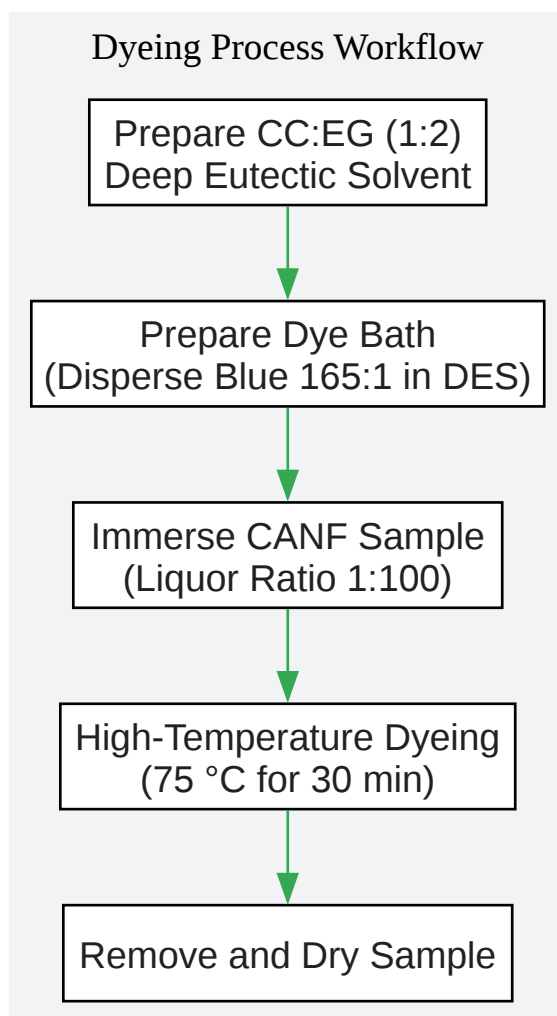 Dyeing Process Workflow
Prepare CC:EG (1:2)
Deep Eutectic Solvent
Prepare Dye Bath
(Disperse Blue 165:1 in DES)
Immerse CANF Sample
(Liquor Ratio 1:100)
High-Temperature Dyeing
(75 °C for 30 min)
Remove and Dry Sample